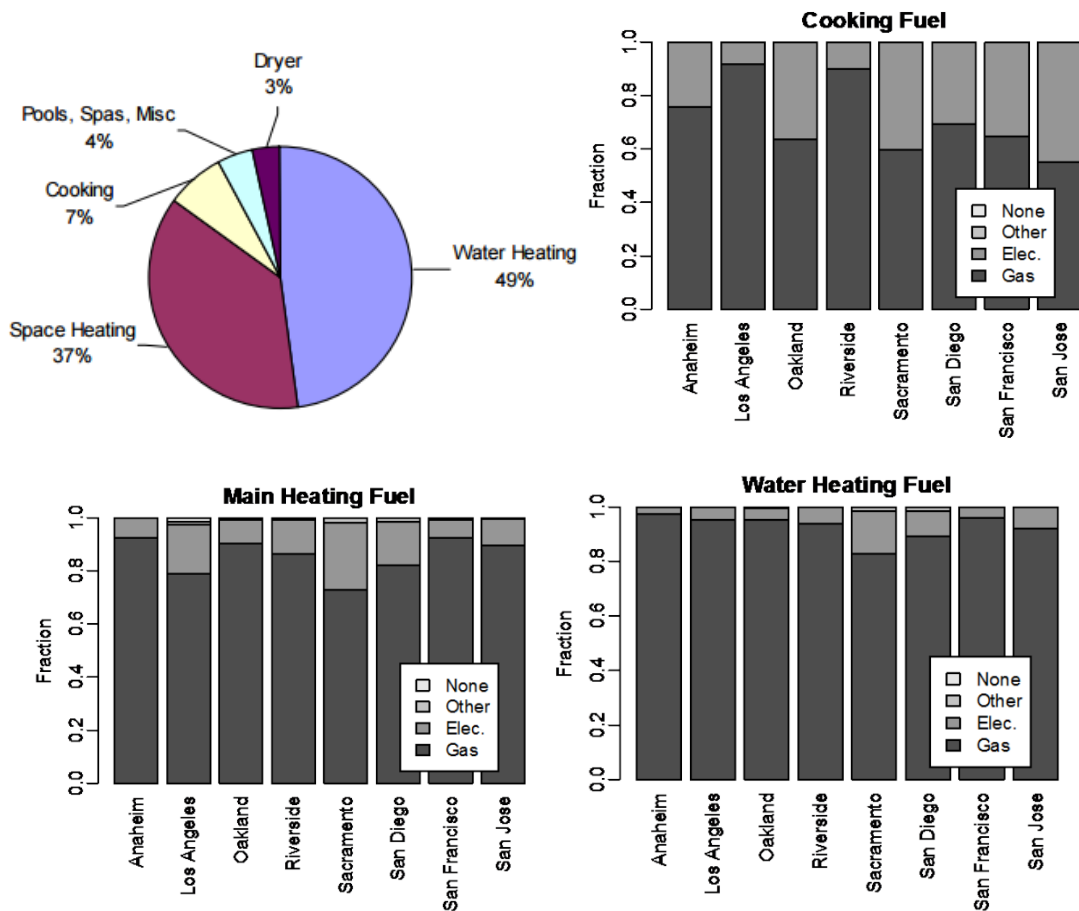 Dryer
3%
Pools, Spas, Misc
4%
Cooking
7%
Water Heating
49%
Space Heating
37%
Cooking Fuel
Fraction
1.0
0.8
0.6
0.4
0.2
0.0
None
Other
Elec.
Gas
Anaheim
Los Angeles
Oakland
Riverside
Sacramento
San Diego
San Francisco
San Jose
Main Heating Fuel
Fraction
1.0
0.8
0.6
0.4
0.2
0.0
None
Other
Elec.
Gas
Anaheim
Los Angeles
Oakland
Riverside
Sacramento
San Diego
San Francisco
San Jose
Water Heating Fuel
Fraction
1.0
0.8
0.6
0.4
0.2
0.0
None
Other
Elec.
Gas
Anaheim
Los Angeles
Oakland
Riverside
Sacramento
San Diego
San Francisco
San Jose